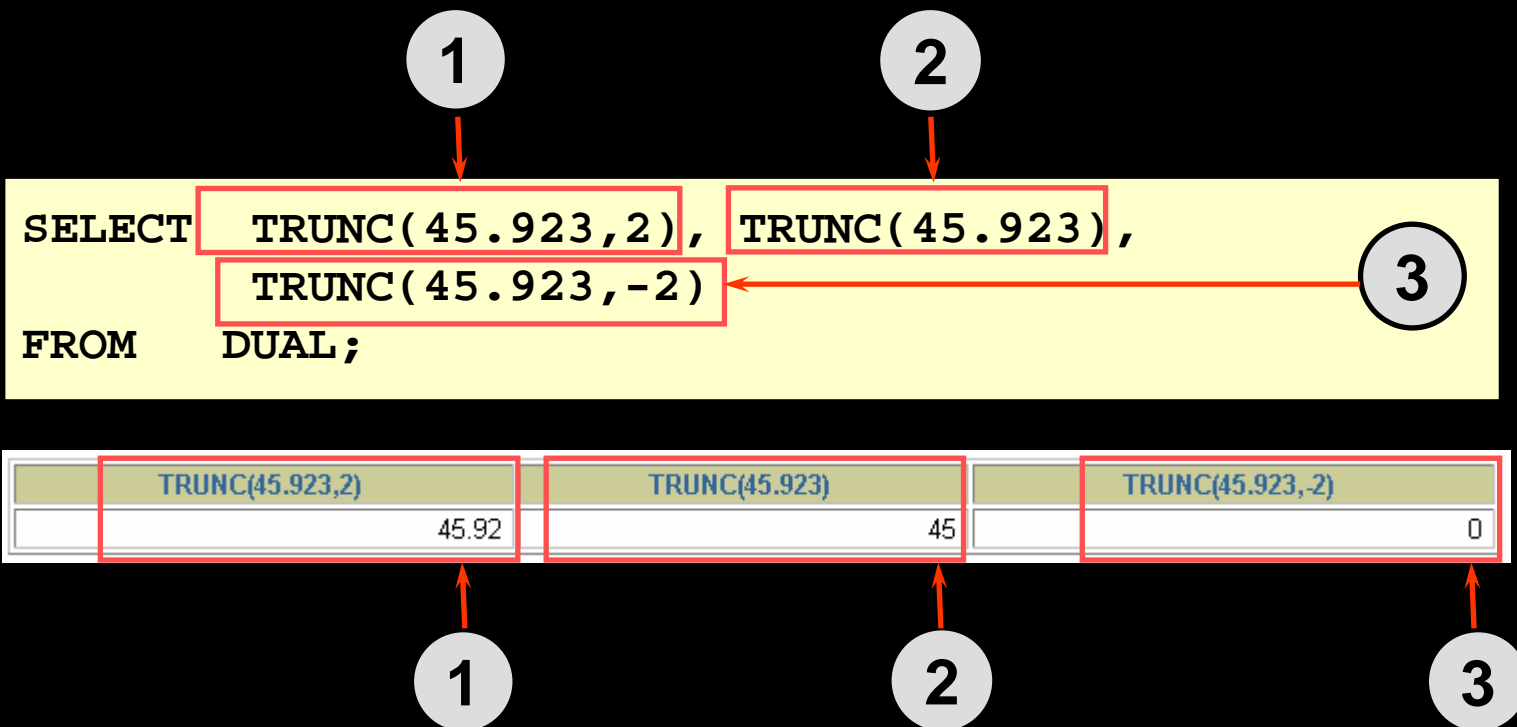 1 2
SELECT TRUNC(45.923,2), TRUNC(45.923),
TRUNC(45.923,-2)
3
FROM DUAL;
TRUNC(45.923,2) TRUNC(45.923) TRUNC(45.923,-2)
45.92 45 0
1 2 3